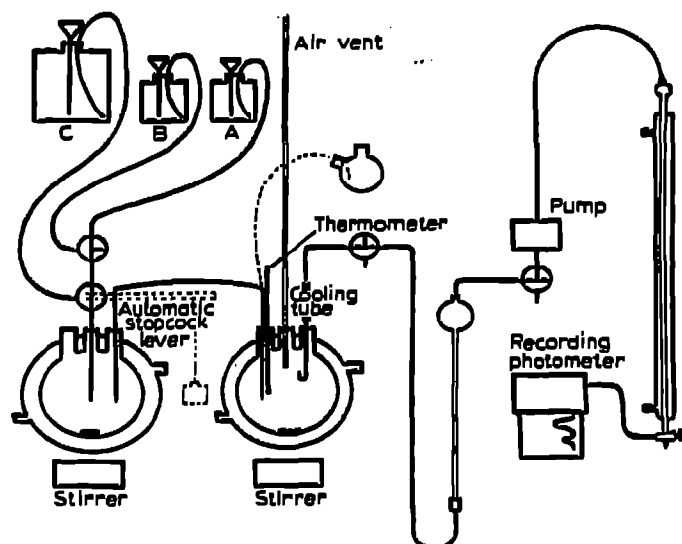 Air vent
C
B
A
Thermometer
Pump
Cooling
tube
Automatic
stopcock
lever
Recording
photometer
Stirrer
Stirrer